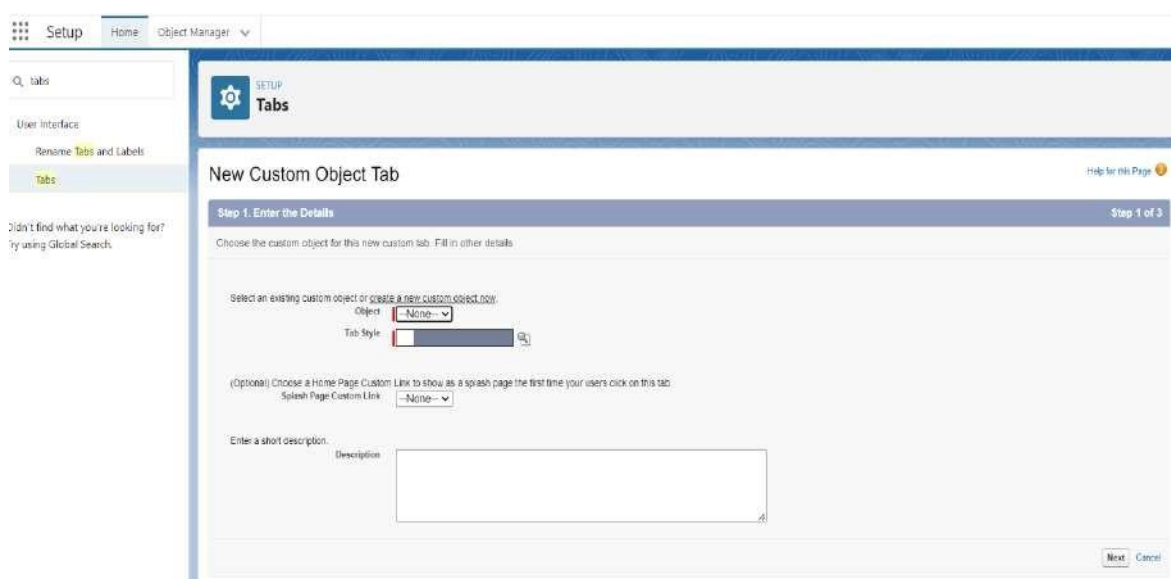 Setup
Home
Object Manager
tabs
User Interface
Rename Tabs and Labels
Tabs
Didn't find what you're looking for?
Try using Global Search.
SETUP
Tabs
New Custom Object Tab
Help for this Page
Step 1. Enter the Details
Step 1 of 3
Choose the custom object for this new custom tab. Fill in other details.
Select an existing custom object or create a new custom object now.
Object
--None--
Tab Style
(Optional) Choose a Home Page Custom Link to show as a splash page the first time your users click on this tab.
Splash Page Custom Link
--None--
Enter a short description.
Description
Next
Cancel